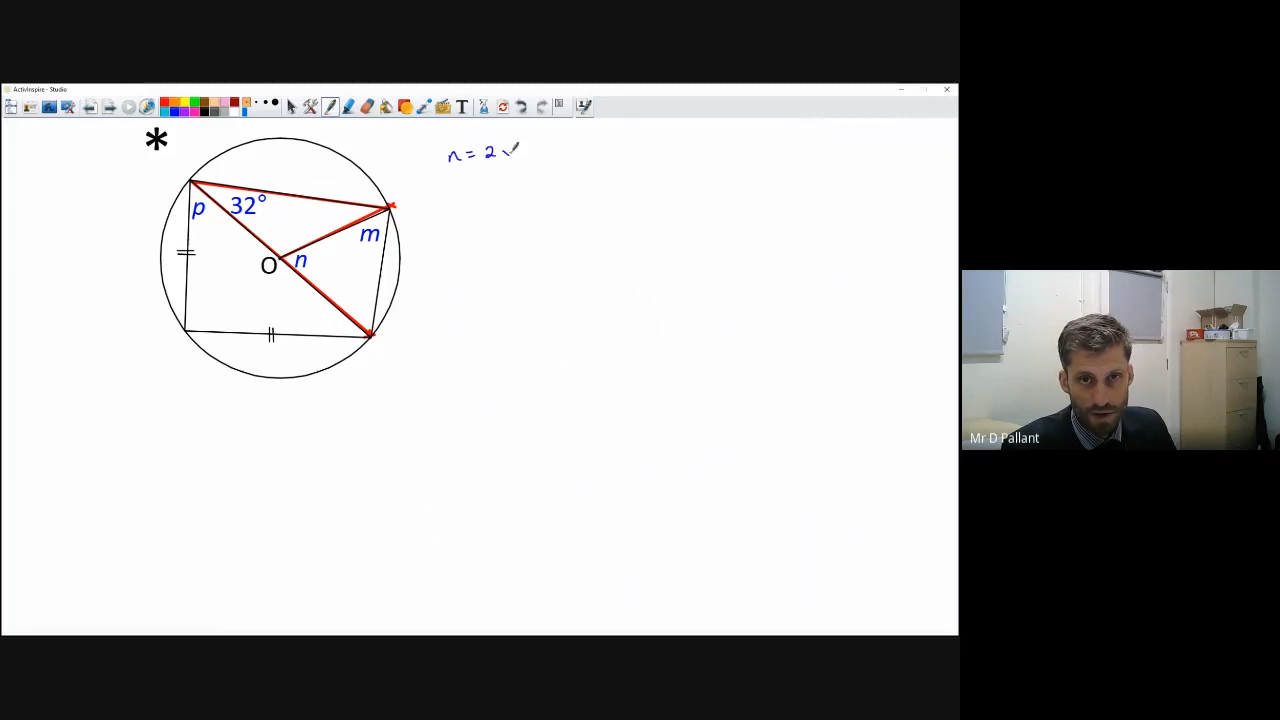 ActivInspire - Studio
*
n = 2 ×
p
32°
m
O
n
Mr D Pallant